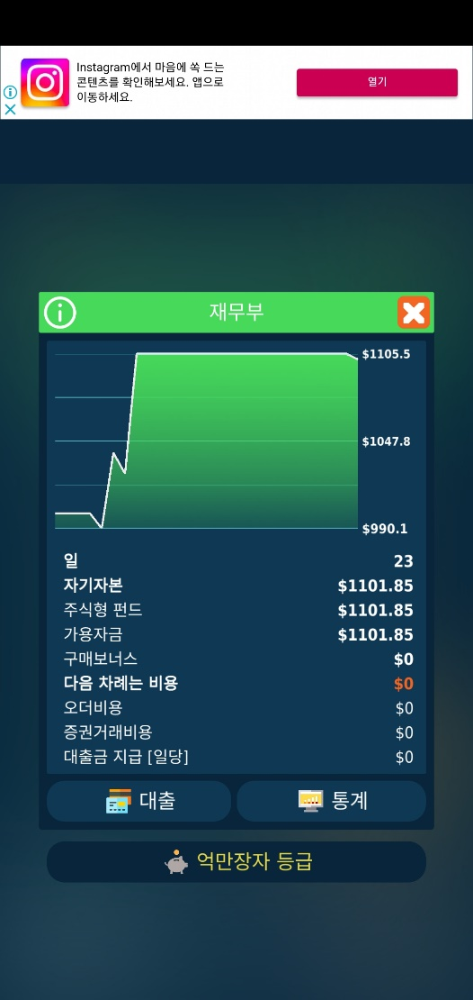 Instagram에서 마음에 쏙 드는
콘텐츠를 확인해보세요. 앱으로
이동하세요.
열기
재무부
$1105.5
$1047.8
$990.1
일 23
자기자본 $1101.85
주식형 펀드 $1101.85
가용자금 $1101.85
구매보너스 $0
다음 차례는 비용 $0
오더비용 $0
증권거래비용 $0
대출금 지급 [일당] $0
대출
통계
억만장자 등급